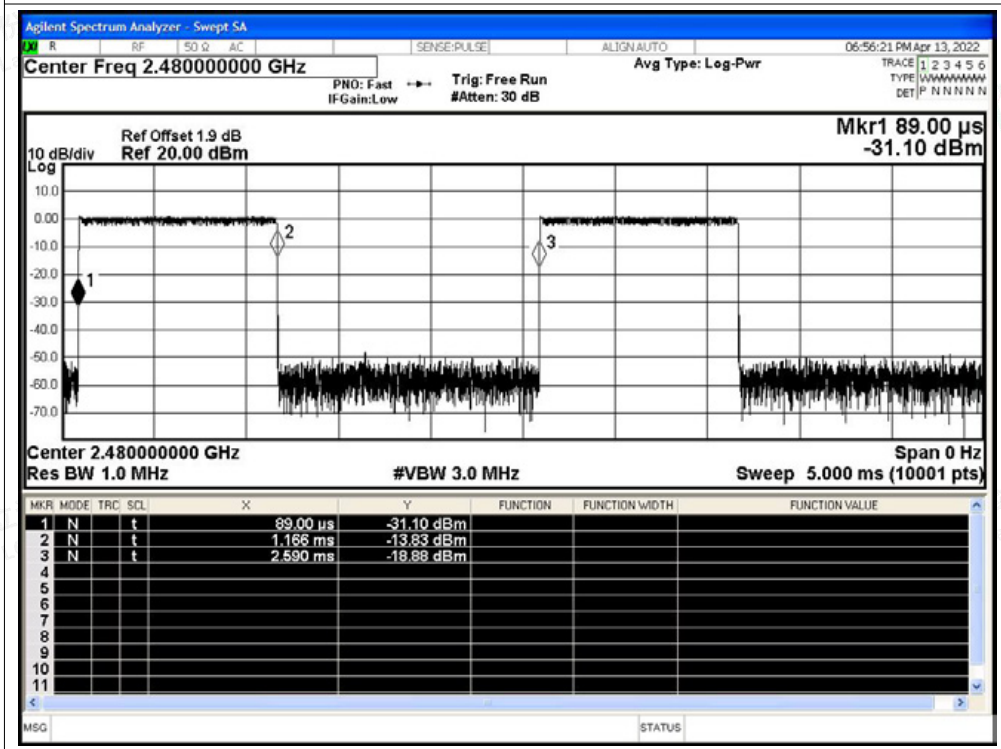 Agilent Spectrum Analyzer - Swept SA
LXI R RF 50 Ω AC SENSE:PULSE ALIGN AUTO 06:56:21 PM Apr 13, 2022
Center Freq 2.480000000 GHz Avg Type: Log-Pwr TRACE 1 2 3 4 5 6
PNO: Fast Trig: Free Run TYPE WWWWWW
IFGain:Low #Atten: 30 dB DET P N N N N N
Mkr1 89.00 µs
-31.10 dBm
Ref Offset 1.9 dB
10 dB/div Ref 20.00 dBm
Log
10.0
0.00
-10.0
-20.0
-30.0
-40.0
-50.0
-60.0
-70.0
1
2
3
Center 2.480000000 GHz Span 0 Hz
Res BW 1.0 MHz #VBW 3.0 MHz Sweep 5.000 ms (10001 pts)
MKR MODE TRC SCL X Y FUNCTION FUNCTION WIDTH FUNCTION VALUE
1 N t 89.00 µs -31.10 dBm
2 N t 1.166 ms -13.83 dBm
3 N t 2.590 ms -18.88 dBm
4
5
6
7
8
9
10
11
MSG STATUS